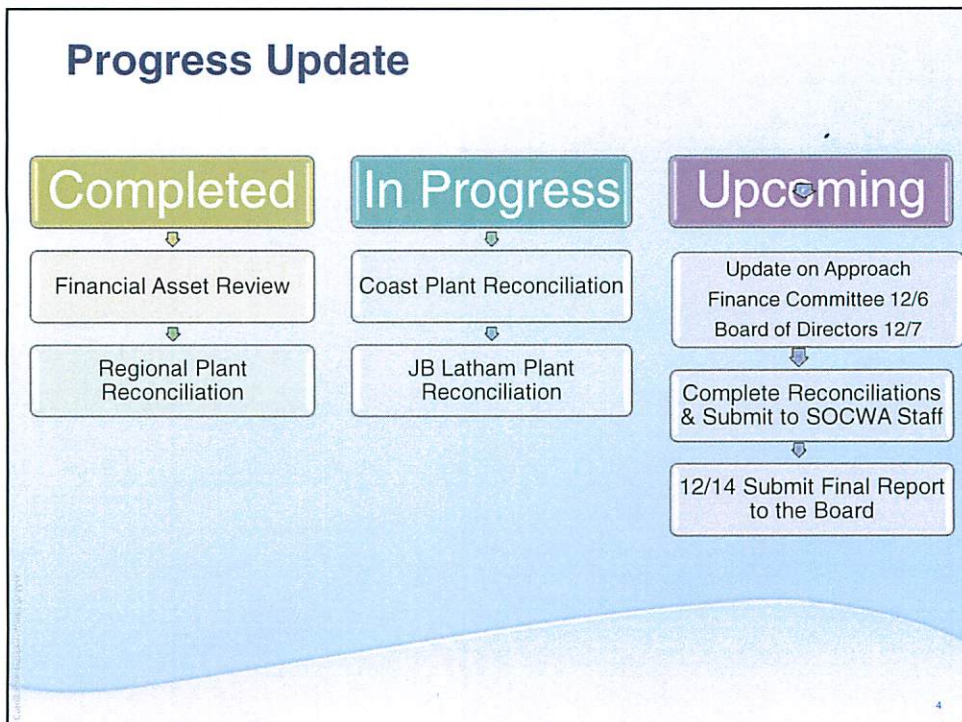 Progress Update
Completed
Financial Asset Review
Regional Plant
Reconciliation
In Progress
Coast Plant Reconciliation
JB Latham Plant
Reconciliation
Upcoming
Update on Approach
Finance Committee 12/6
Board of Directors 12/7
Complete Reconciliations
& Submit to SOCWA Staff
12/14 Submit Final Report
to the Board
4